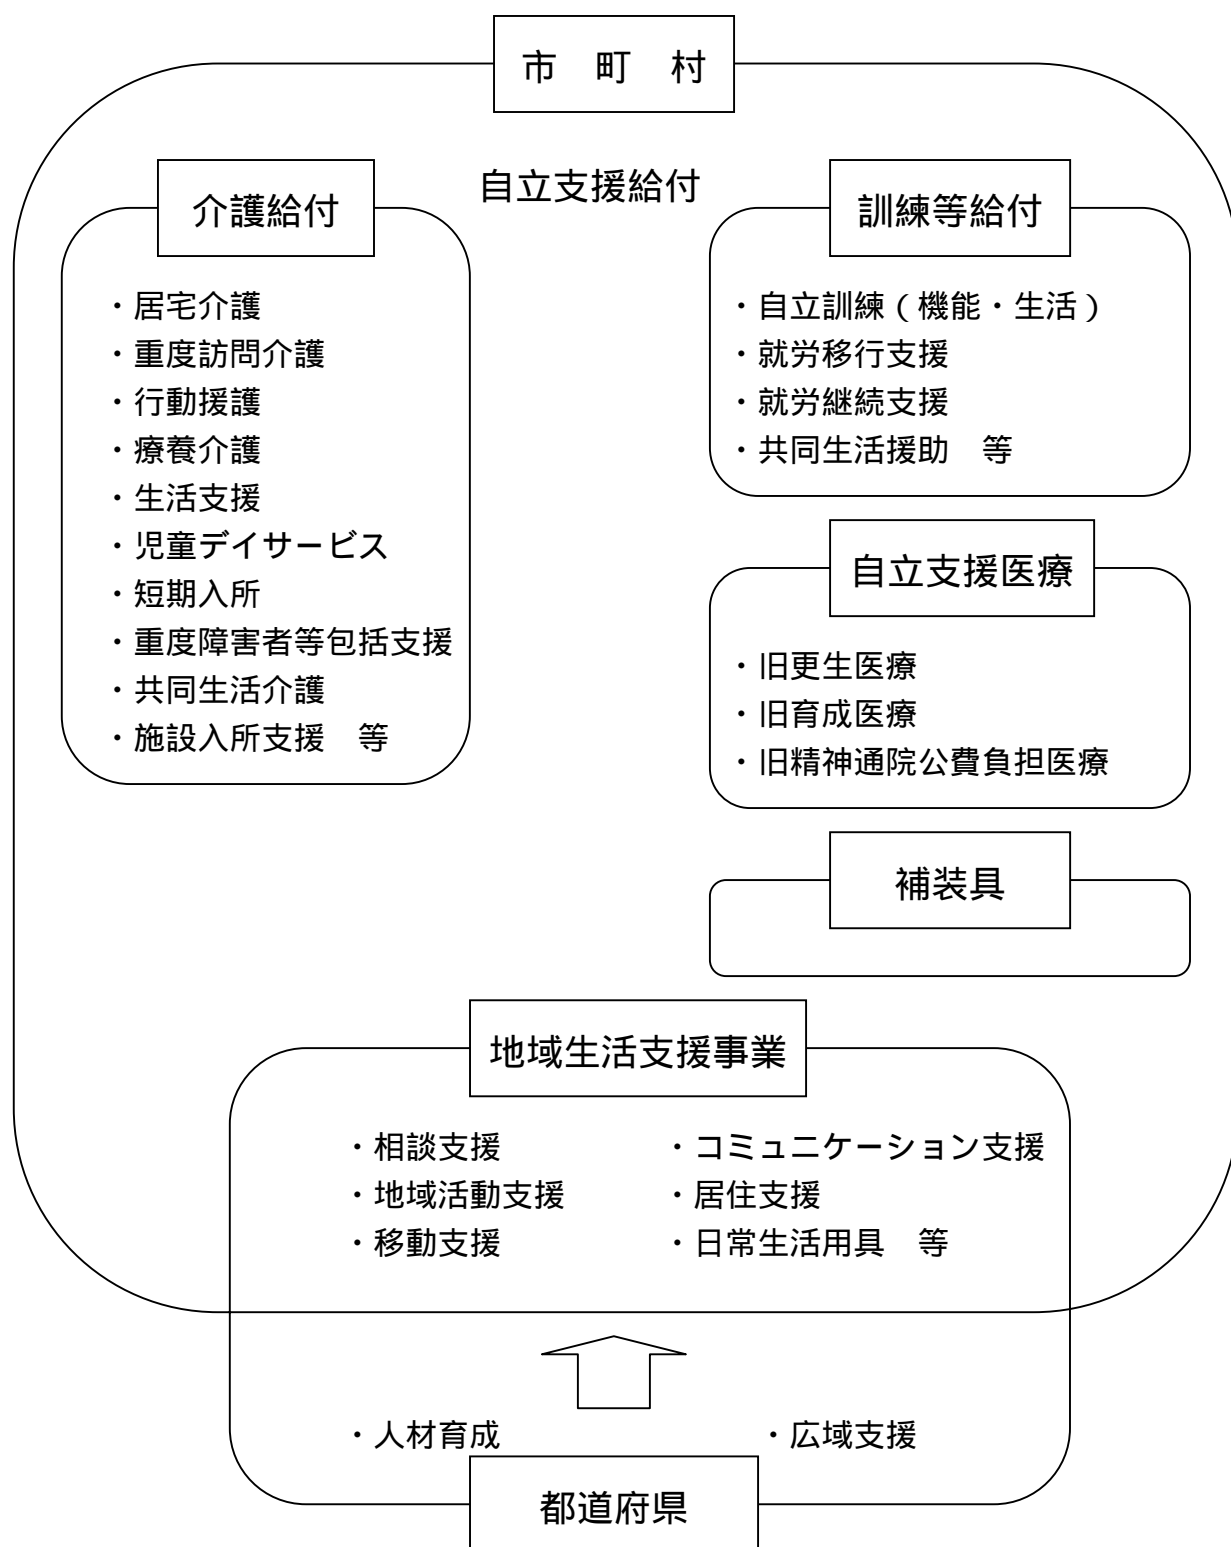 市　町　村
自立支援給付
介護給付
・居宅介護
・重度訪問介護
・行動援護
・療養介護
・生活支援
・児童デイサービス
・短期入所
・重度障害者等包括支援
・共同生活介護
・施設入所支援　等
訓練等給付
・自立訓練（機能・生活）
・就労移行支援
・就労継続支援
・共同生活援助　等
自立支援医療
・旧更生医療
・旧育成医療
・旧精神通院公費負担医療
補装具
地域生活支援事業
・相談支援
・地域活動支援
・移動支援
・コミュニケーション支援
・居住支援
・日常生活用具　等
・人材育成
・広域支援
都道府県